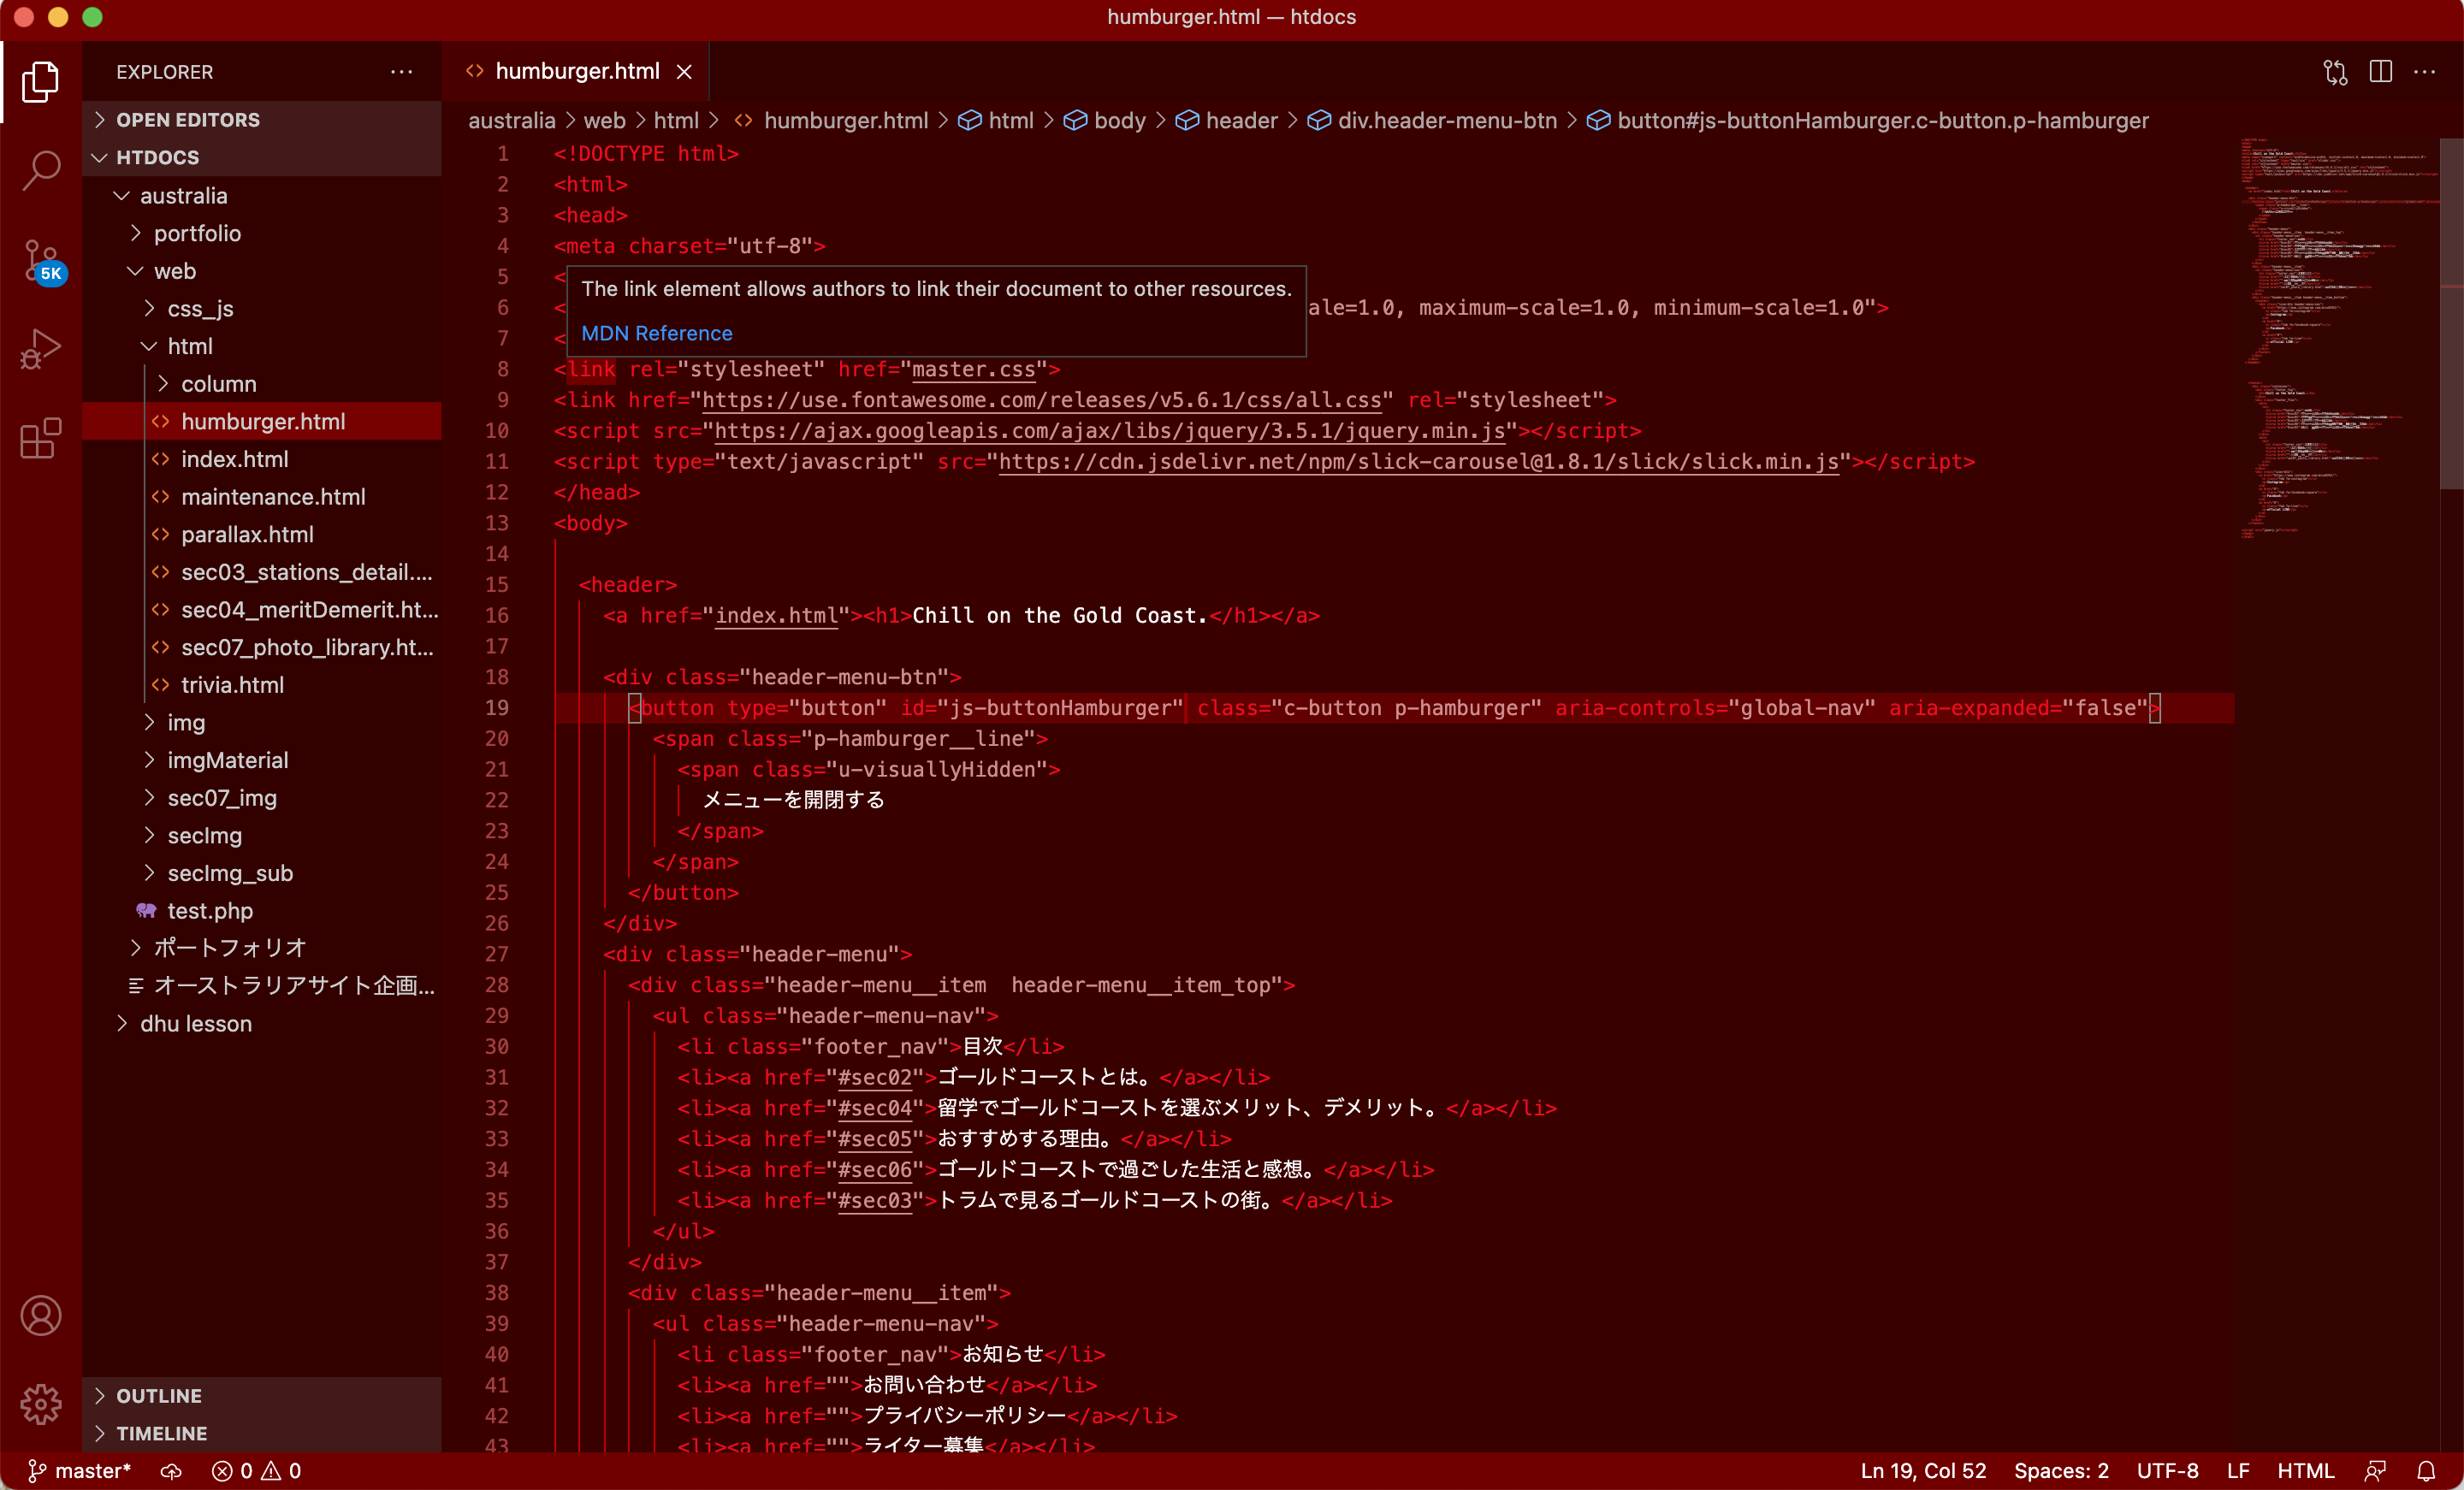 humburger.html — htdocs
EXPLORER
humburger.html
OPEN EDITORS
HTDOCS
australia
portfolio
web
css_js
html
column
humburger.html
index.html
maintenance.html
parallax.html
sec03_stations_detail....
sec04_meritDemerit.ht...
sec07_photo_library.ht...
trivia.html
img
imgMaterial
sec07_img
secImg
secImg_sub
test.php
ポートフォリオ
オーストラリアサイト企画...
dhu lesson
OUTLINE
TIMELINE
5K
australia > web > html > humburger.html > html > body > header > div.header-menu-btn > button#js-buttonHamburger.c-button.p-hamburger
1 <!DOCTYPE html>
2 <html>
3 <head>
4 <meta charset="utf-8">
5 <
The link element allows authors to link their document to other resources.
6 < ale=1.0, maximum-scale=1.0, minimum-scale=1.0">
MDN Reference
7 <
8 <link rel="stylesheet" href="master.css">
9 <link href="https://use.fontawesome.com/releases/v5.6.1/css/all.css" rel="stylesheet">
10 <script src="https://ajax.googleapis.com/ajax/libs/jquery/3.5.1/jquery.min.js"></script>
11 <script type="text/javascript" src="https://cdn.jsdelivr.net/npm/slick-carousel@1.8.1/slick/slick.min.js"></script>
12 </head>
13 <body>
14
15 <header>
16 <a href="index.html"><h1>Chill on the Gold Coast.</h1></a>
17
18 <div class="header-menu-btn">
19 <button type="button" id="js-buttonHamburger" class="c-button p-hamburger" aria-controls="global-nav" aria-expanded="false">
20 <span class="p-hamburger__line">
21 <span class="u-visuallyHidden">
22 メニューを開閉する
23 </span>
24 </span>
25 </button>
26 </div>
27 <div class="header-menu">
28 <div class="header-menu__item  header-menu__item_top">
29 <ul class="header-menu-nav">
30 <li class="footer_nav">目次</li>
31 <li><a href="#sec02">ゴールドコーストとは。</a></li>
32 <li><a href="#sec04">留学でゴールドコーストを選ぶメリット、デメリット。</a></li>
33 <li><a href="#sec05">おすすめする理由。</a></li>
34 <li><a href="#sec06">ゴールドコーストで過ごした生活と感想。</a></li>
35 <li><a href="#sec03">トラムで見るゴールドコーストの街。</a></li>
36 </ul>
37 </div>
38 <div class="header-menu__item">
39 <ul class="header-menu-nav">
40 <li class="footer_nav">お知らせ</li>
41 <li><a href="">お問い合わせ</a></li>
42 <li><a href="">プライバシーポリシー</a></li>
43 <li><a href="">ライター募集</a></li>
master* 0 0 Ln 19, Col 52 Spaces: 2 UTF-8 LF HTML